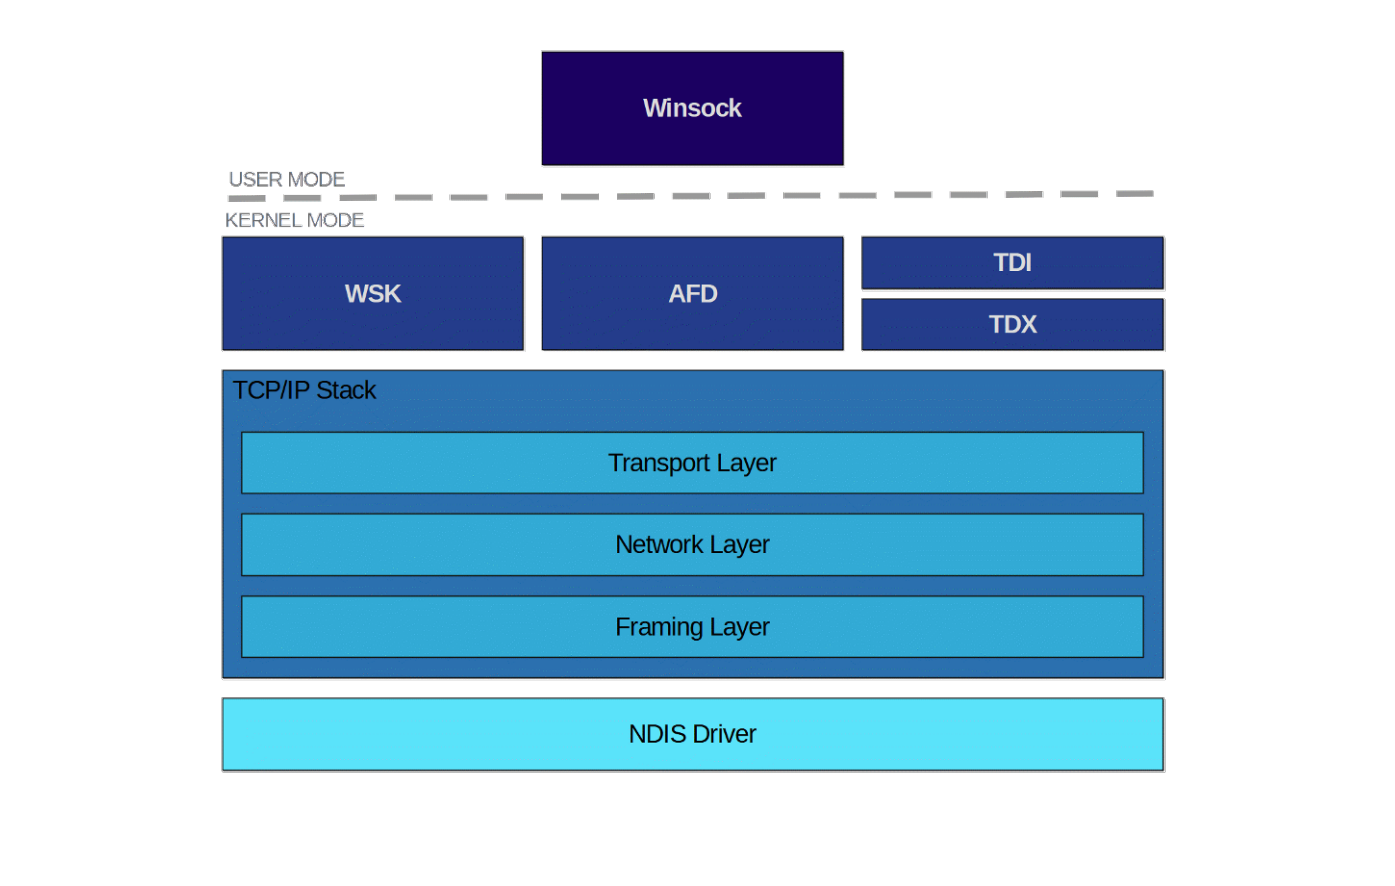 Winsock
USER MODE
KERNEL MODE
WSK
AFD
TDI
TDX
TCP/IP Stack
Transport Layer
Network Layer
Framing Layer
NDIS Driver